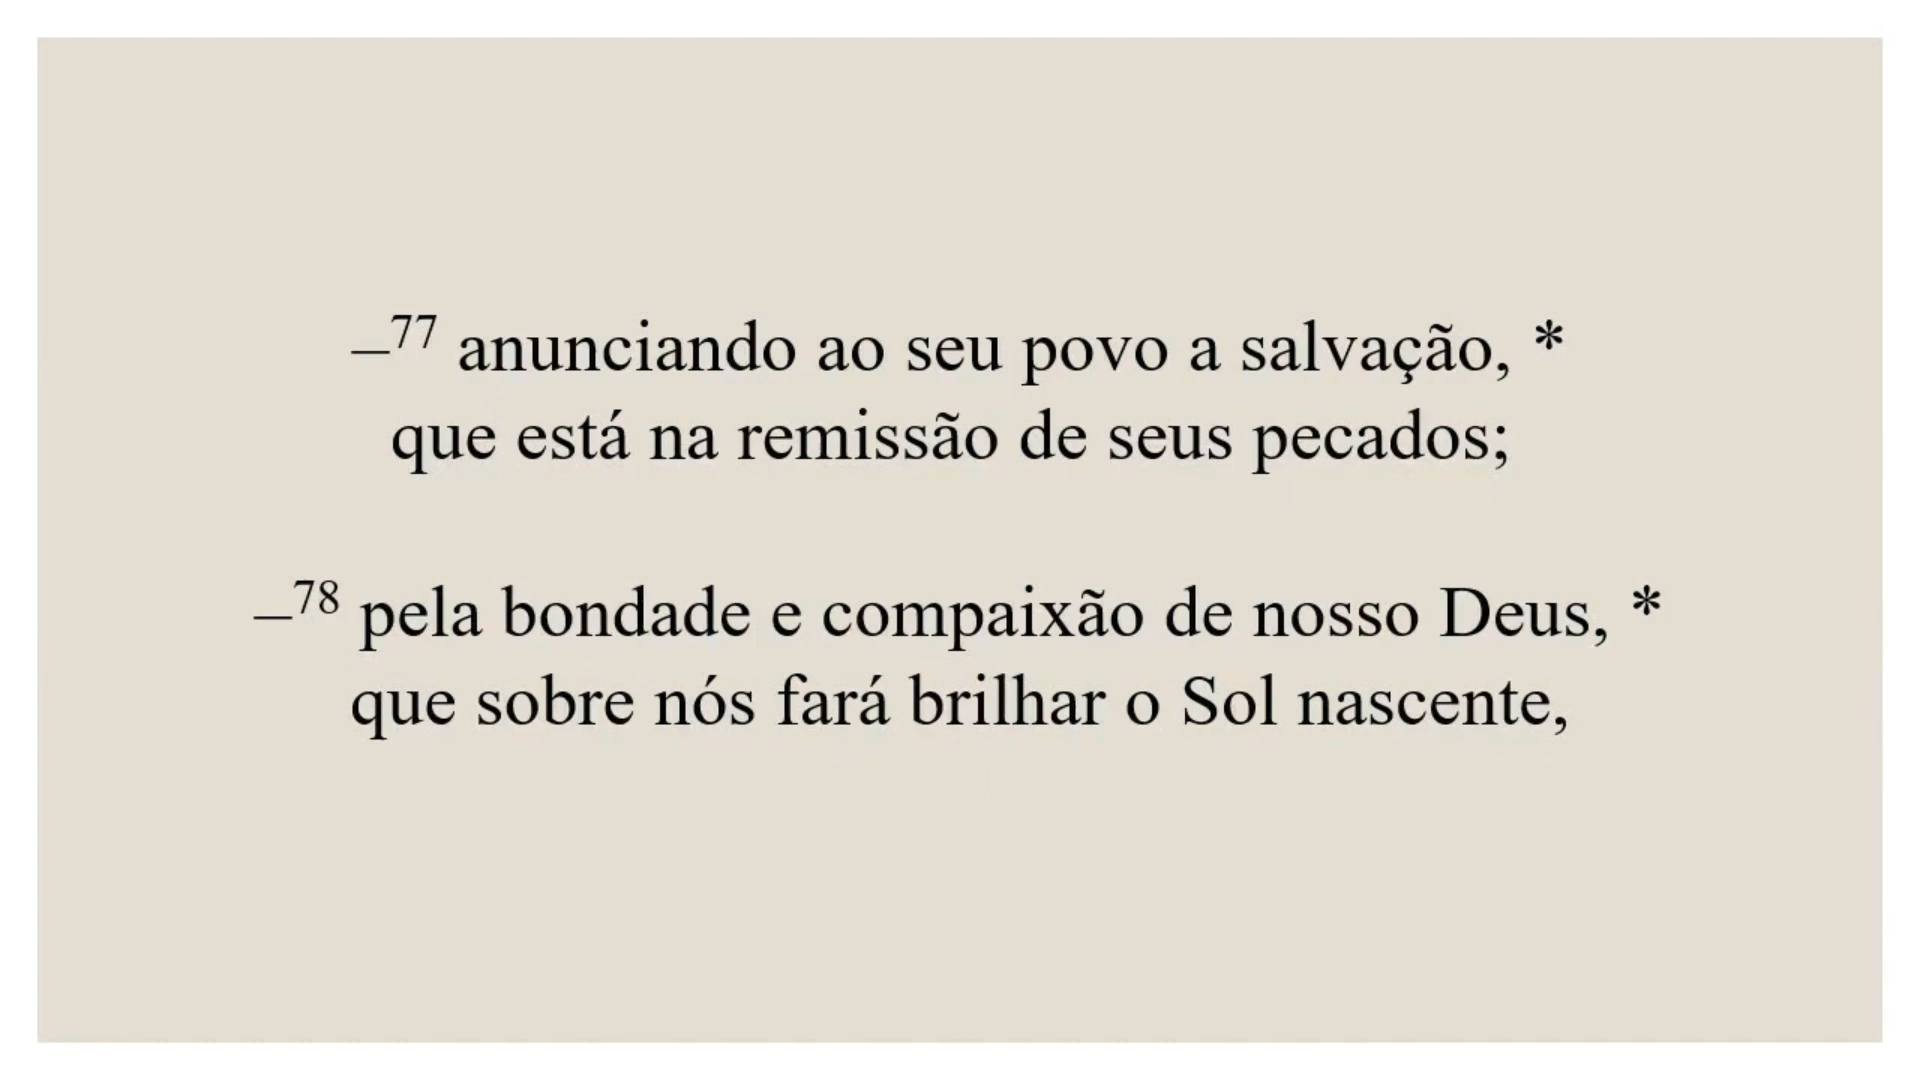 –77 anunciando ao seu povo a salvação, *
que está na remissão de seus pecados;
–78 pela bondade e compaixão de nosso Deus, *
que sobre nós fará brilhar o Sol nascente,